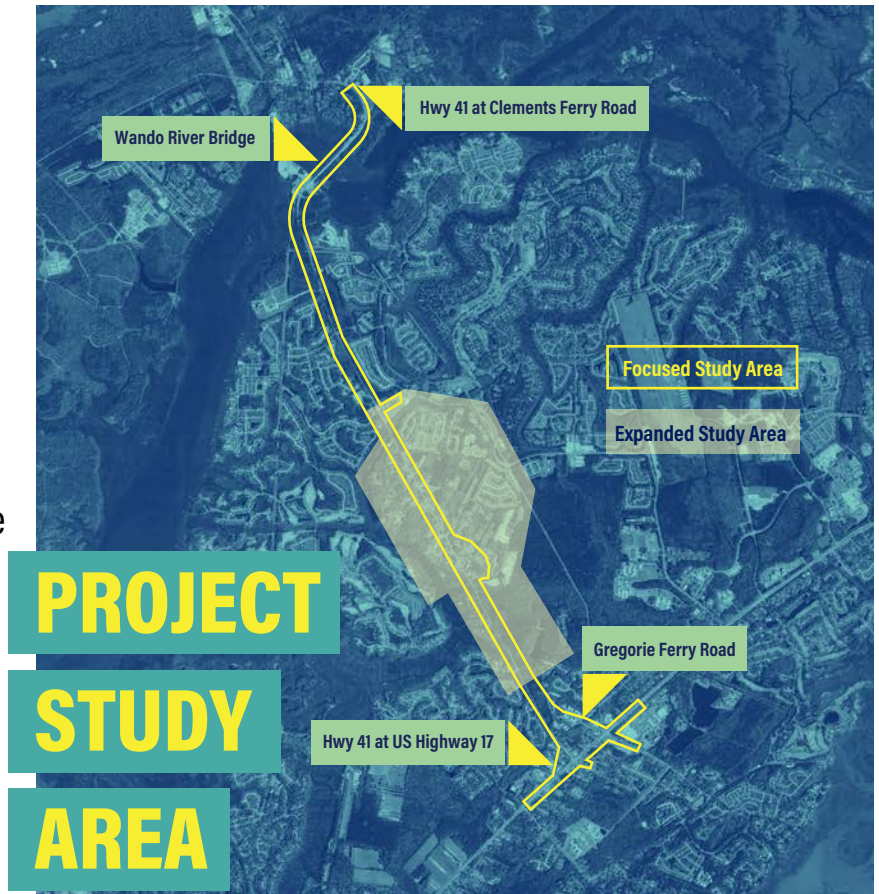 Hwy 41 at Clements Ferry Road
Wando River Bridge
Focused Study Area
Expanded Study Area
e
PROJECT
STUDY
AREA
Gregorie Ferry Road
Hwy 41 at US Highway 17